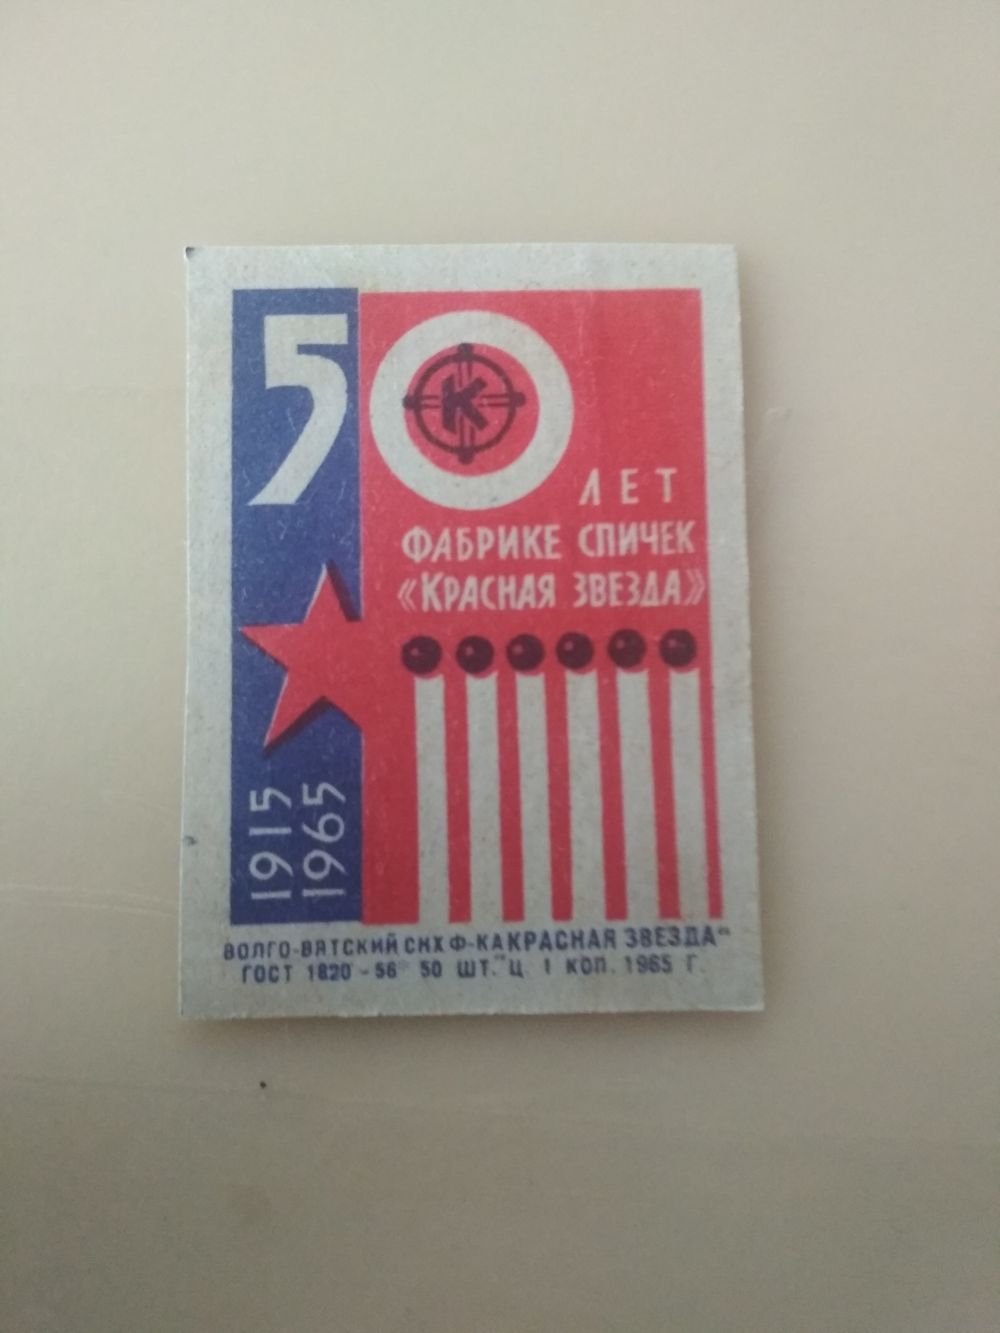 50
К
ЛЕТ
ФАБРИКЕ СПИЧЕК
«КРАСНАЯ ЗВЕЗДА»
1915
1965
ВОЛГО-ВЯТСКИЙ СНХ Ф-КА КРАСНАЯ ЗВЕЗДА"
ГОСТ 1820-56 50 ШТ. Ц. 1 КОП. 1965 Г.